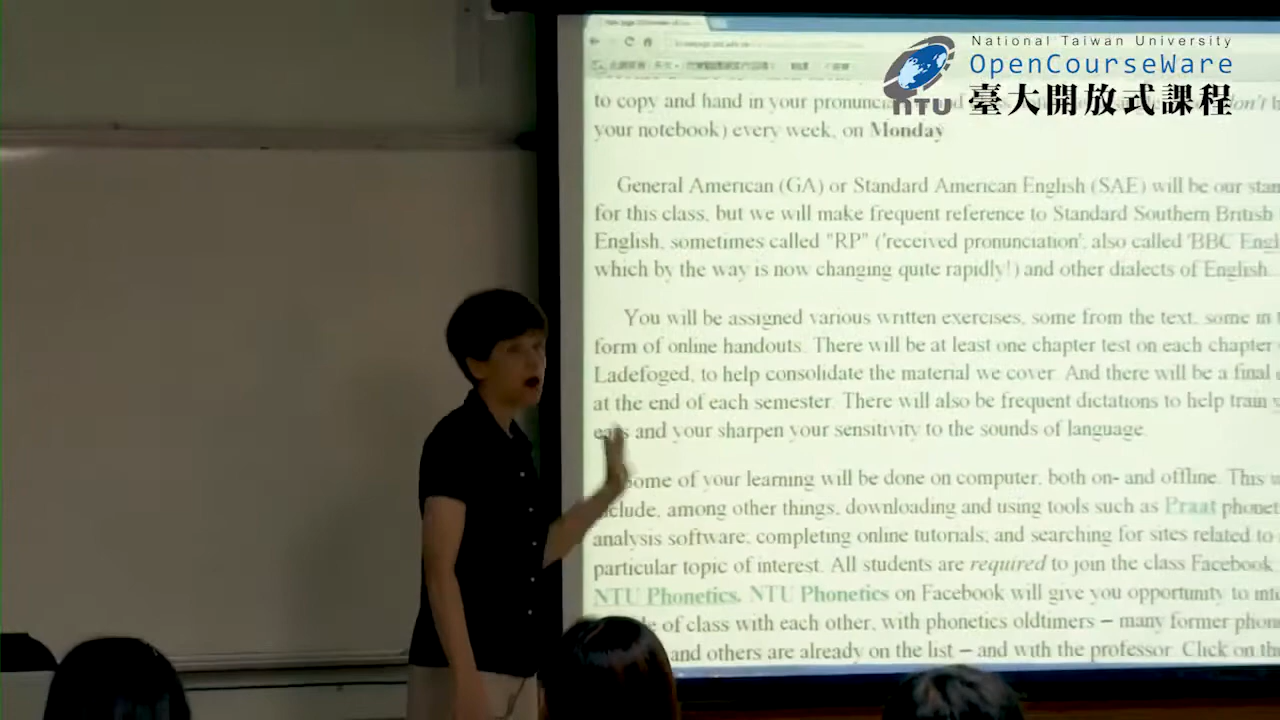 National Taiwan University
OpenCourseWare
NTU 臺大開放式課程
to copy and hand in your
your notebook) every week, on Monday
General American (GA) or Standard American English (SAE) will be our
for this class, but we will make frequent reference to Standard Southern British
English, sometimes called "RP" ('received pronunciation'; also called 'BBC
which by the way is now changing quite rapidly!) and other dialects of English.
You will be assigned various written exercises, some from the text, some in
form of online handouts. There will be at least one chapter test on each chapter
Ladefoged, to help consolidate the material we cover. And there will be a final
at the end of each semester. There will also be frequent dictations to help train
and your sharpen your sensitivity to the sounds of language.
of your learning will be done on computer, both on- and offline. This
among other things, downloading and using tools such as Praat
analysis software; completing online tutorials; and searching for sites related to
particular topic of interest. All students are required to join the class Facebook
NTU Phonetics. NTU Phonetics on Facebook will give you opportunity to
of class with each other, with phonetics oldtimers – many former
and others are already on the list – and with the professor. Click on